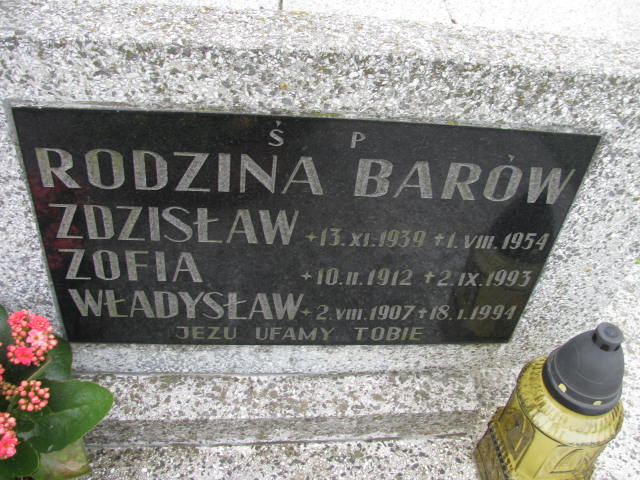 Ś P
RODZINA BARÓW
ZDZISŁAW +13.XI.1939 +1.VIII.1954
ZOFIA +10.II.1912 +2.IX.1993
WŁADYSŁAW +2.VIII.1907 +18.I.1994
JEZU UFAMY TOBIE